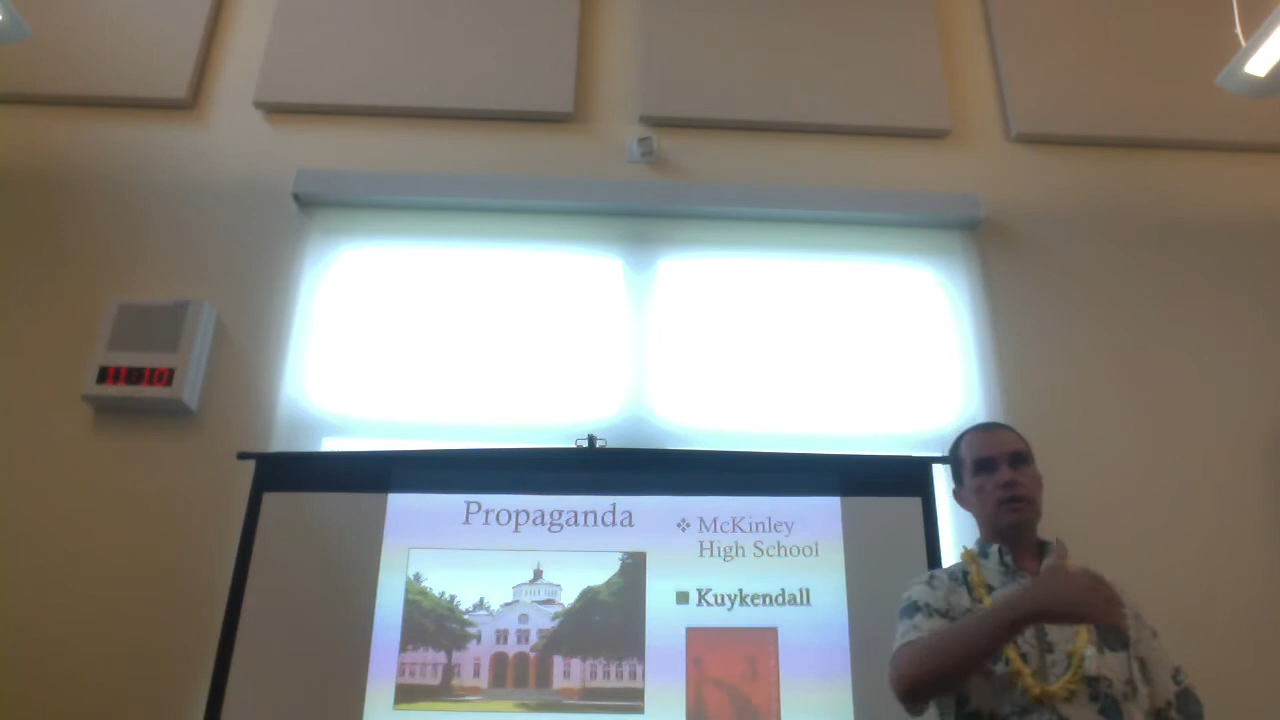 11:10
Propaganda
❖ McKinley
High School
■ Kuykendall